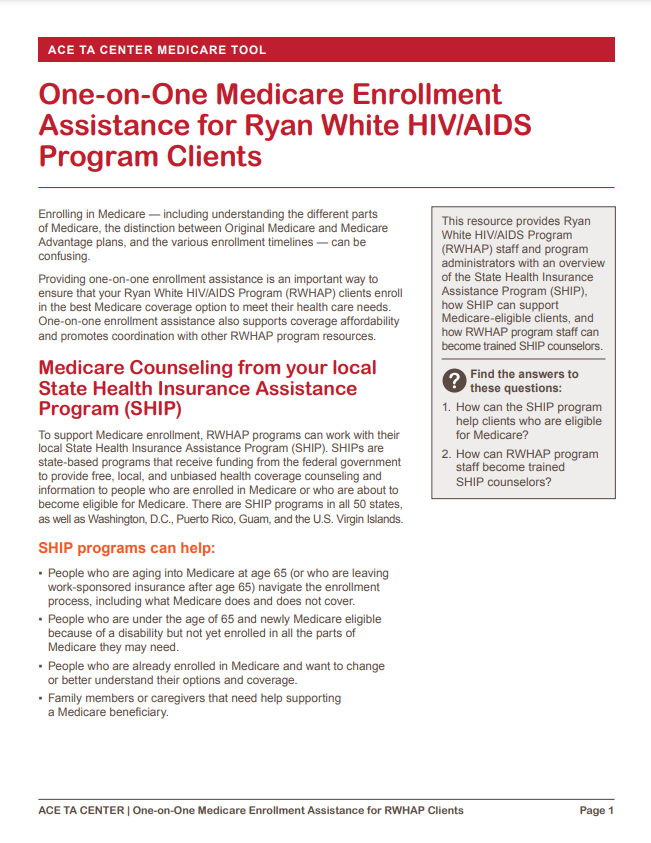 ACE TA CENTER MEDICARE TOOL
One-on-One Medicare Enrollment
Assistance for Ryan White HIV/AIDS
Program Clients
Enrolling in Medicare — including understanding the different parts
of Medicare, the distinction between Original Medicare and Medicare
Advantage plans, and the various enrollment timelines — can be
confusing.
Providing one-on-one enrollment assistance is an important way to
ensure that your Ryan White HIV/AIDS Program (RWHAP) clients enroll
in the best Medicare coverage option to meet their health care needs.
One-on-one enrollment assistance also supports coverage affordability
and promotes coordination with other RWHAP program resources.
Medicare Counseling from your local
State Health Insurance Assistance
Program (SHIP)
To support Medicare enrollment, RWHAP programs can work with their
local State Health Insurance Assistance Program (SHIP). SHIPs are
state-based programs that receive funding from the federal government
to provide free, local, and unbiased health coverage counseling and
information to people who are enrolled in Medicare or who are about to
become eligible for Medicare. There are SHIP programs in all 50 states,
as well as Washington, D.C., Puerto Rico, Guam, and the U.S. Virgin Islands.
SHIP programs can help:
▪ People who are aging into Medicare at age 65 (or who are leaving
work-sponsored insurance after age 65) navigate the enrollment
process, including what Medicare does and does not cover.
▪ People who are under the age of 65 and newly Medicare eligible
because of a disability but not yet enrolled in all the parts of
Medicare they may need.
▪ People who are already enrolled in Medicare and want to change
or better understand their options and coverage.
▪ Family members or caregivers that need help supporting
a Medicare beneficiary.
This resource provides Ryan
White HIV/AIDS Program
(RWHAP) staff and program
administrators with an overview
of the State Health Insurance
Assistance Program (SHIP),
how SHIP can support
Medicare-eligible clients, and
how RWHAP program staff can
become trained SHIP counselors.
? Find the answers to
these questions:
1. How can the SHIP program
help clients who are eligible
for Medicare?
2. How can RWHAP program
staff become trained
SHIP counselors?
ACE TA CENTER | One-on-One Medicare Enrollment Assistance for RWHAP Clients
Page 1